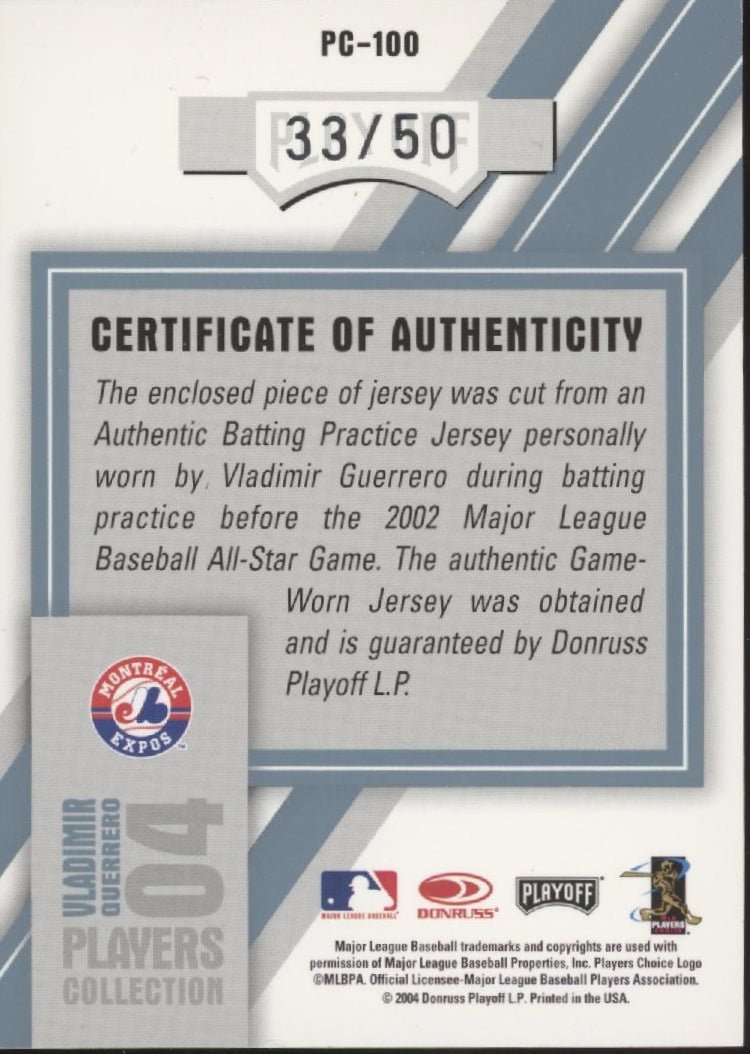 PC-100
PLAYOFF
33/50
CERTIFICATE OF AUTHENTICITY
The enclosed piece of jersey was cut from an
Authentic Batting Practice Jersey personally
worn by Vladimir Guerrero during batting
practice before the 2002 Major League
Baseball All-Star Game. The authentic Game-
Worn Jersey was obtained
and is guaranteed by Donruss
Playoff L.P.
MONTRÉAL
EXPOS
™
VLADIMIR
GUERRERO
04
PLAYERS
COLLECTION
MAJOR LEAGUE BASEBALL
DONRUSS
PLAYOFF
PLAYERS
Major League Baseball trademarks and copyrights are used with
permission of Major League Baseball Properties, Inc. Players Choice Logo
©MLBPA. Official Licensee-Major League Baseball Players Association.
© 2004 Donruss Playoff L.P. Printed in the USA.